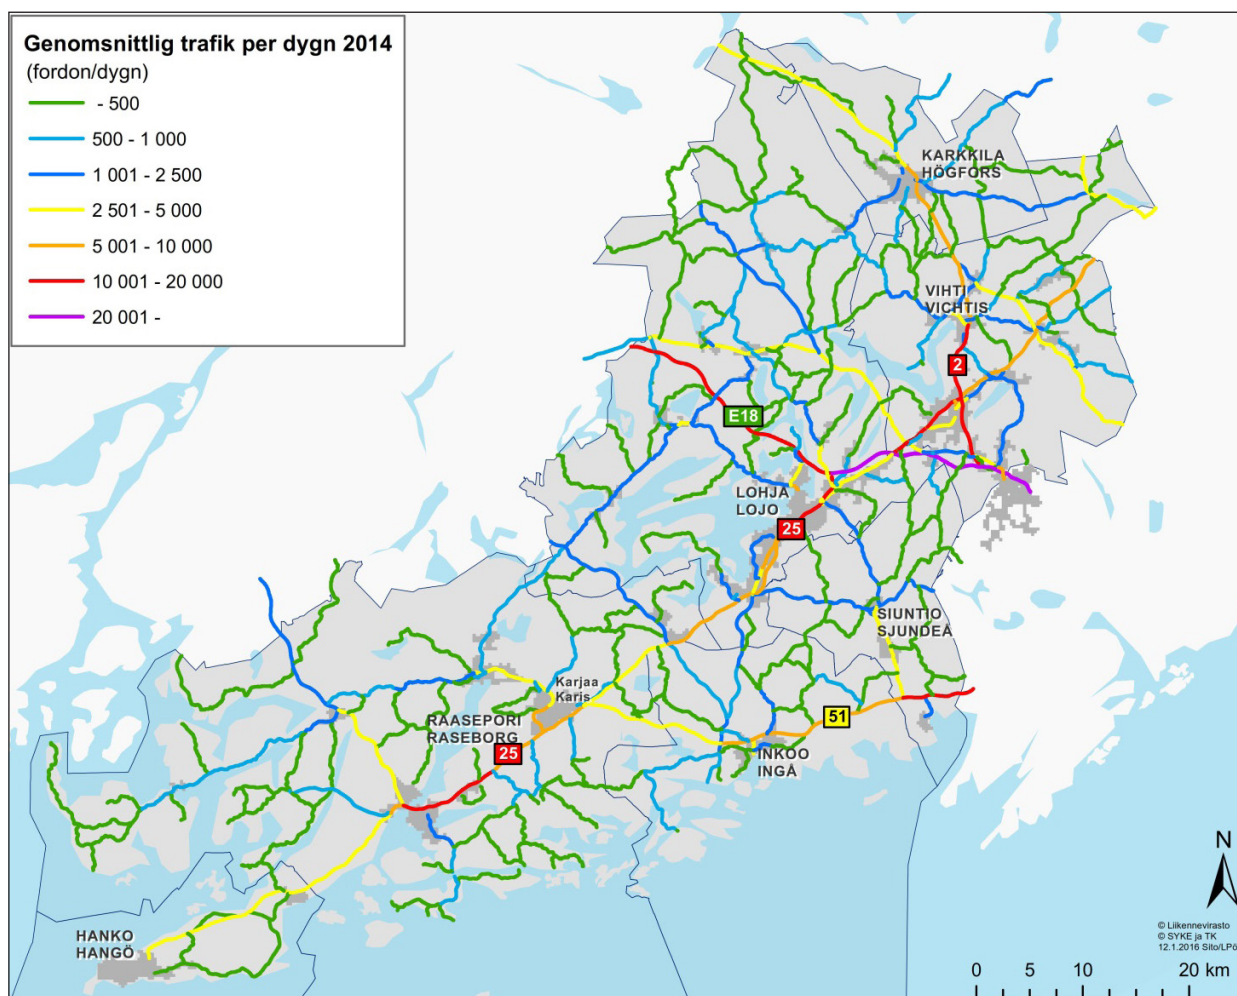 Genomsnittlig trafik per dygn 2014
(fordon/dygn)
- 500
500 - 1 000
1 001 - 2 500
2 501 - 5 000
5 001 - 10 000
10 001 - 20 000
20 001 -
KARKKILA
HÖGFORS
VIHTI
VICHTIS
2
E18
LOHJA
LOJO
25
SIUNTIO
SJUNDEÅ
Karjaa
Karis
RAASEPORI
RASEBORG
25
51
INKOO
INGÅ
HANKO
HANGÖ
N
© Liikennevirasto
© SYKE ja TK
12.1.2016 Sito/LPö
0 5 10 20 km